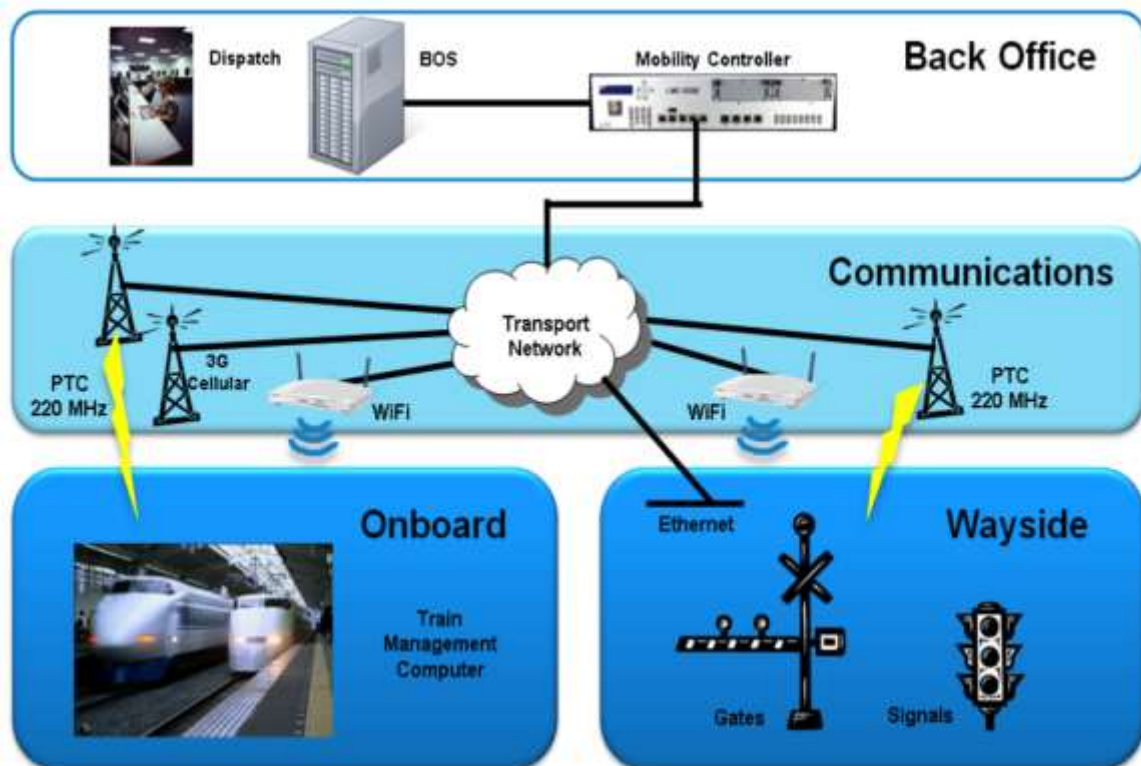 Dispatch
BOS
Mobility Controller
Back Office
Communications
Transport
Network
3G
Cellular
PTC
220 MHz
WiFi
WiFi
PTC
220 MHz
Onboard
Train
Management
Computer
Ethernet
Wayside
Gates
Signals